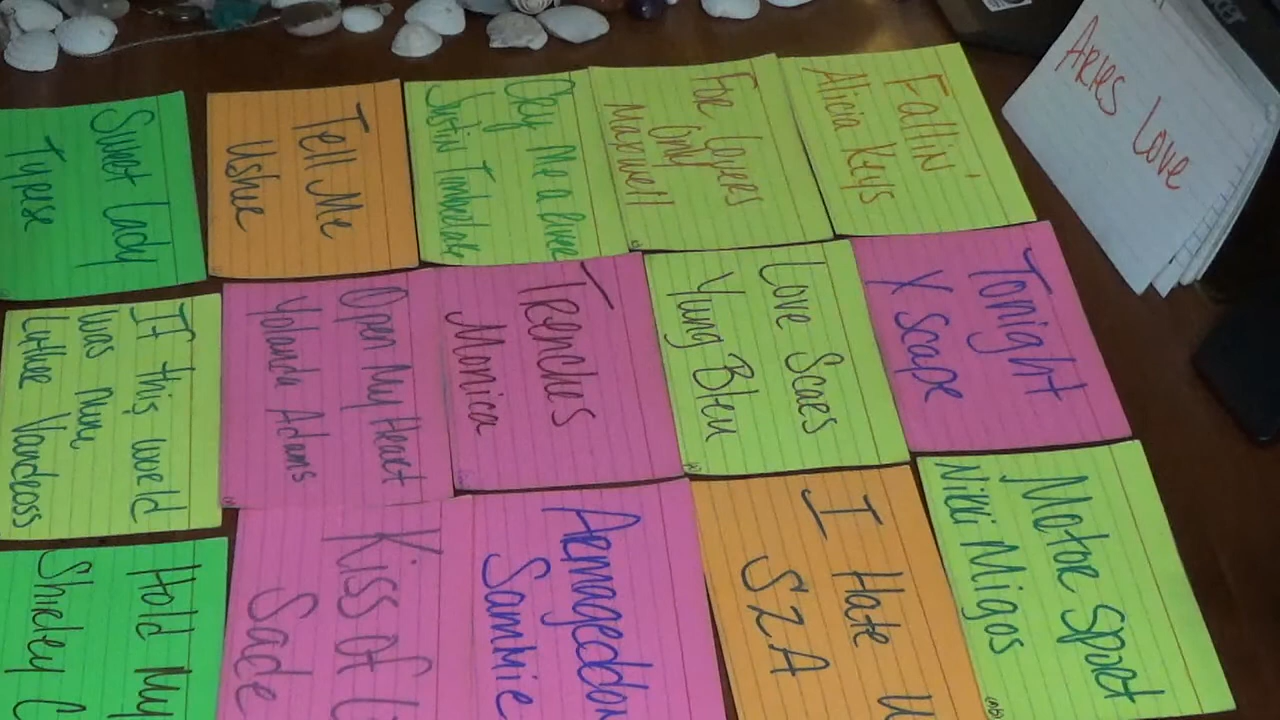 Aries Love
Sweet Lady
Tyrese
Tell Me
Usher
Cry Me a River
Justin Timberlake
For Lovers
Only
Maxwell
Fallin'
Alicia Keys
If this world
was mine
Luther Vandross
Open My Heart
Yolanda Adams
Trenches
Monica
Love Scars
Yung Bleu
Tonight
X scape
Hold My
Shirley C
Kiss of L
Sade
Armageddon
Sammie
I Hate U
SZA
Motor Sport
Nikki Migos